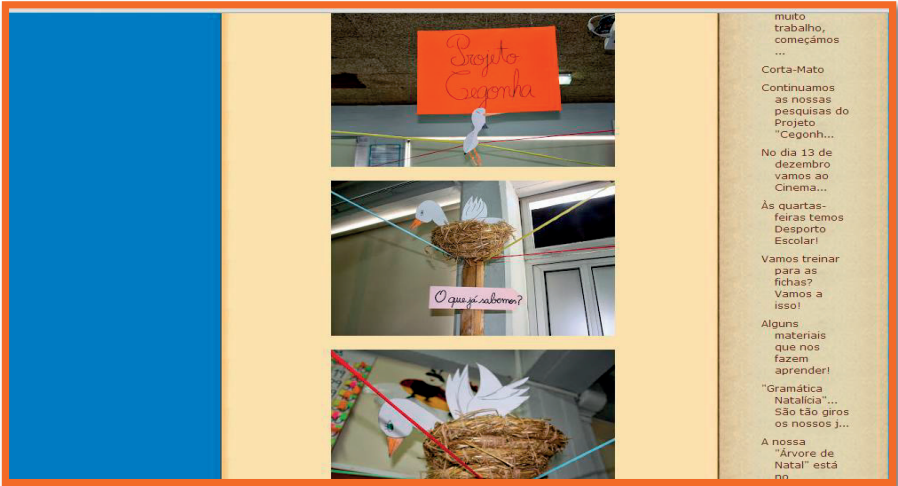 Projeto
Cegonha
O que já sabemos?
muito
trabalho,
começámos
...
Corta-Mato
Continuamos
as nossas
pesquisas do
Projeto
"Cegonh...
No dia 13 de
dezembro
vamos ao
Cinema...
Às quartas-
feiras temos
Desporto
Escolar!
Vamos treinar
para as
fichas?
Vamos a
isso!
Alguns
materiais
que nos
fazem
aprender!
"Gramática
Natalícia"...
São tão giros
os nossos j...
A nossa
"Árvore de
Natal" está
no